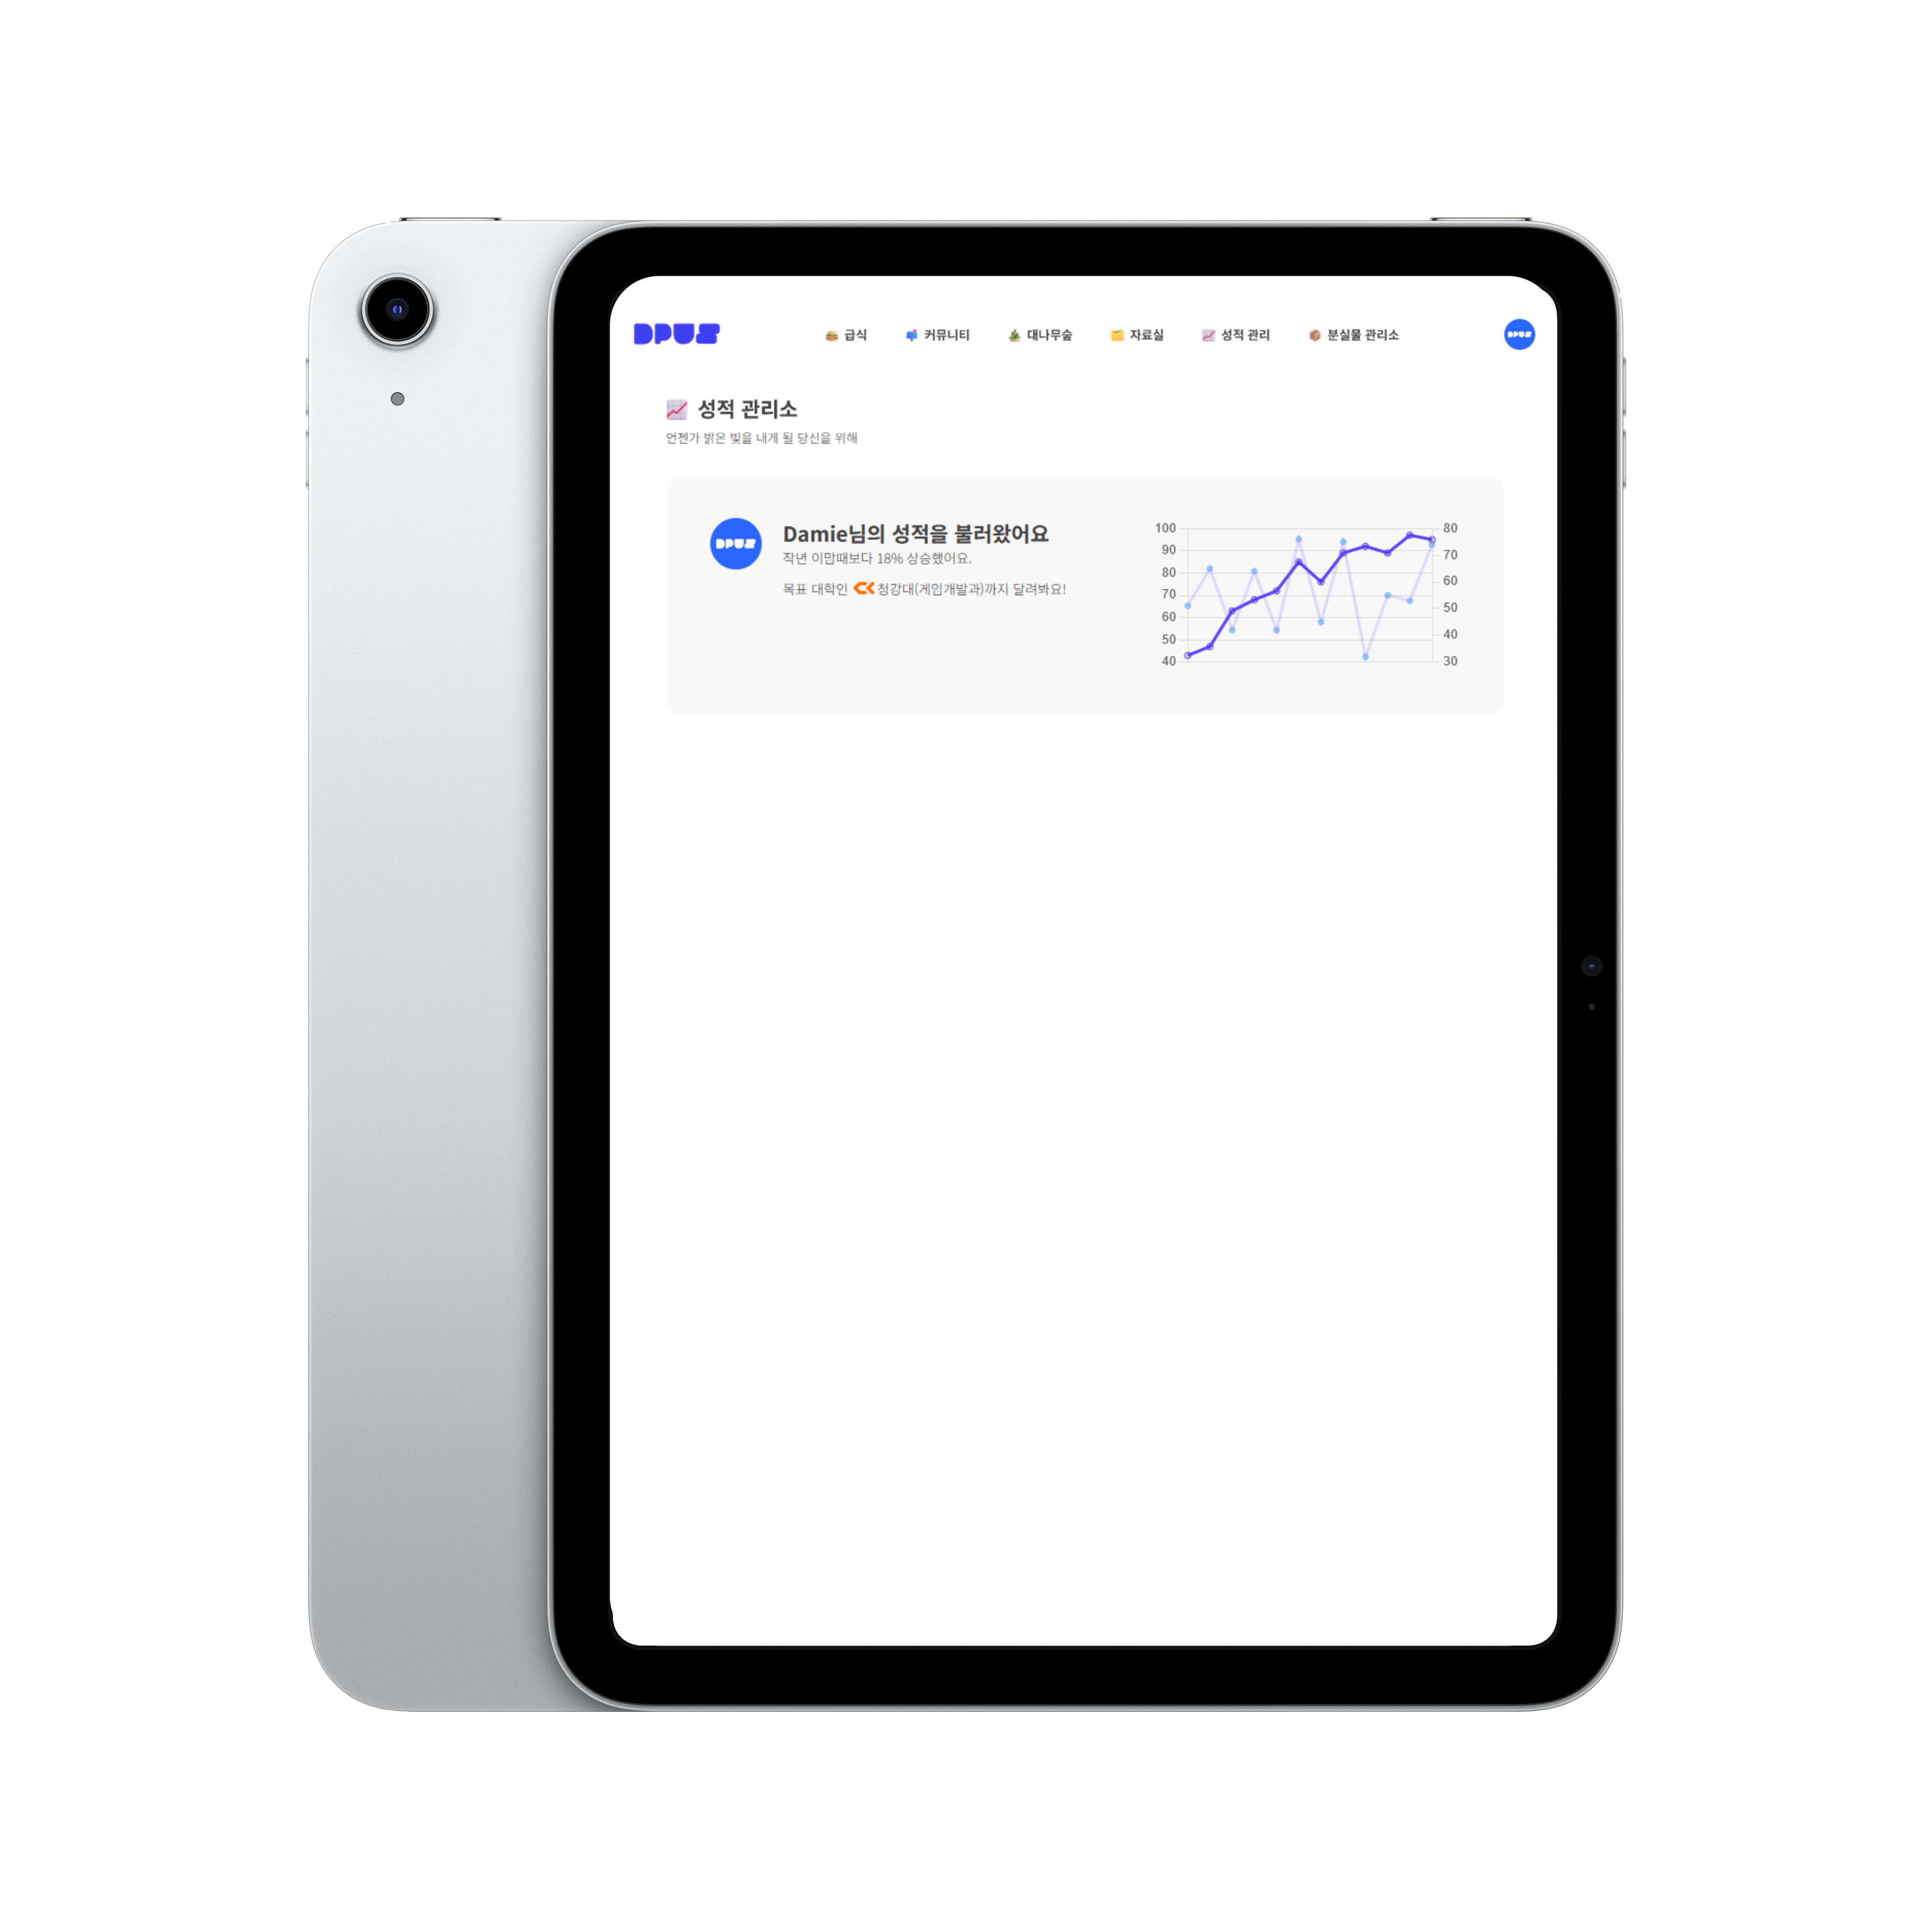 DPUS
급식 커뮤니티 대나무숲 자료실 성적 관리 분실물 관리소
DPUS
성적 관리소
언젠가 밝은 빛을 내게 될 당신을 위해
DPUS
Damie님의 성적을 불러왔어요
작년 이맘때보다 18% 상승했어요.
목표 대학인 CK 청강대(게임개발과)까지 달려봐요!
100
90
80
70
60
50
40
80
70
60
50
40
30